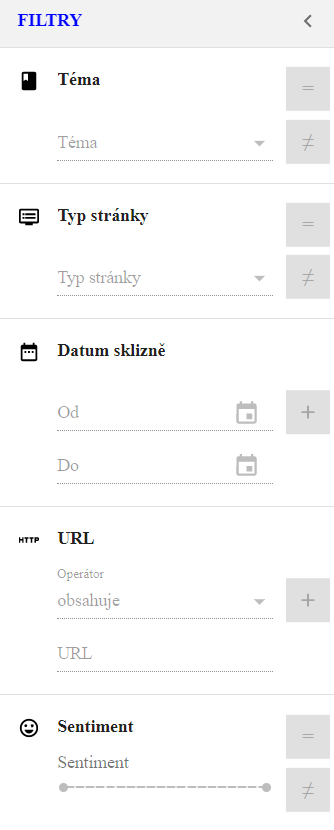 FILTRY
Téma
=
Téma
≠
Typ stránky
=
Typ stránky
≠
Datum sklizně
Od
+
Do
HTTP
URL
Operátor
obsahuje
+
URL
Sentiment
=
Sentiment
≠